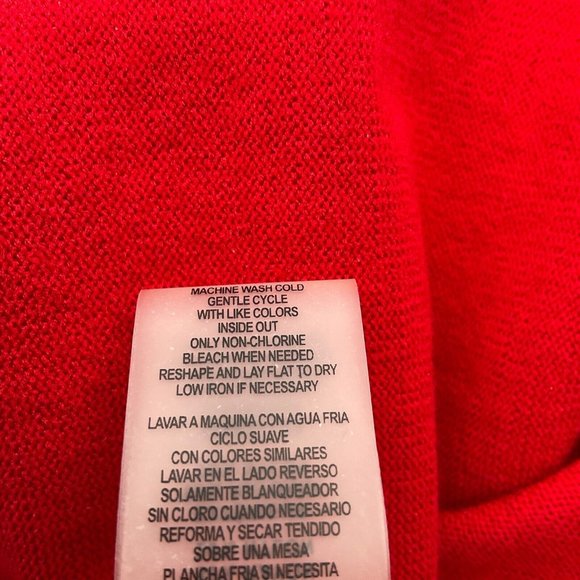 MACHINE WASH COLD
GENTLE CYCLE
WITH LIKE COLORS
INSIDE OUT
ONLY NON-CHLORINE
BLEACH WHEN NEEDED
RESHAPE AND LAY FLAT TO DRY
LOW IRON IF NECESSARY
LAVAR A MAQUINA CON AGUA FRIA
CICLO SUAVE
CON COLORES SIMILARES
LAVAR EN EL LADO REVERSO
SOLAMENTE BLANQUEADOR
SIN CLORO CUANDO NECESARIO
REFORMA Y SECAR TENDIDO
SOBRE UNA MESA
PLANCHA FRIA SI NECESITA